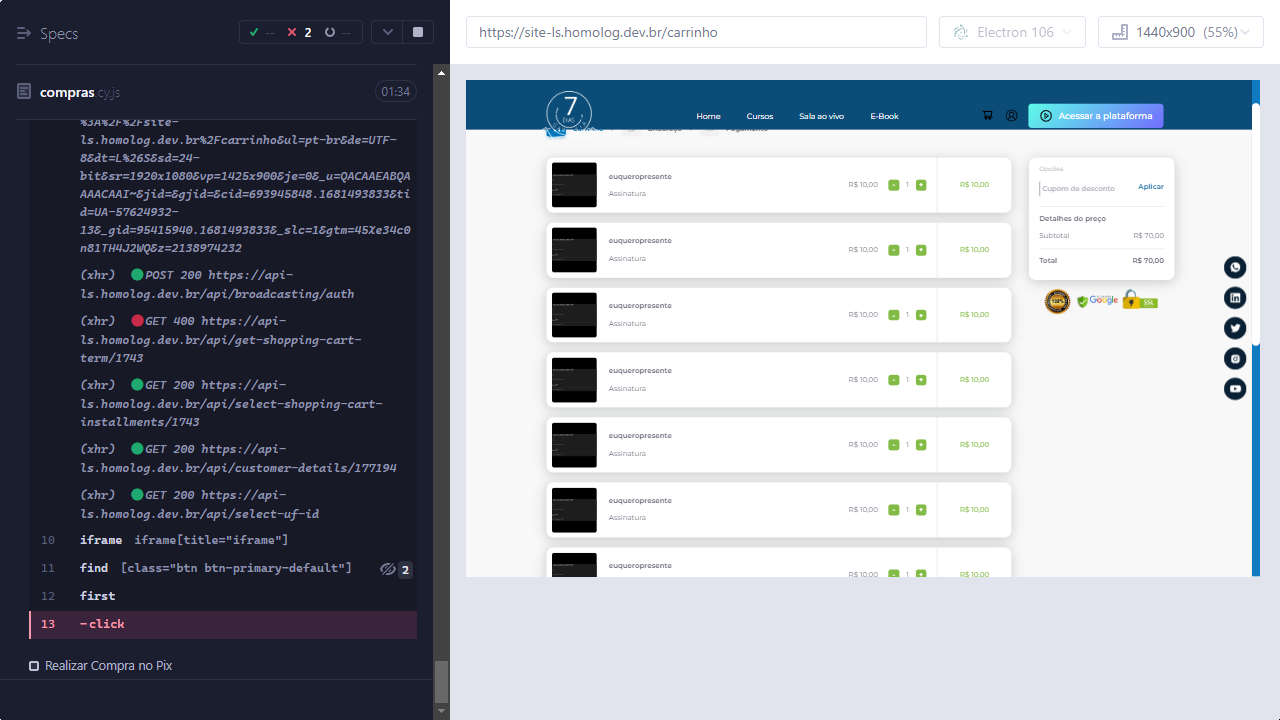 Specs
--
2
--
compras cy.js
01:34
%3A%2F%2Fsite-
ls.homolog.dev.br%2Fcarrinho&ul=pt-br&de=UTF-
8&dt=L%26S&sd=24-
bit&sr=1920x1080&vp=1425x900&je=0&_u=QACAAEABQA
AAACAAI~&jid=&gjid=&cid=693945848.1681493833&ti
d=UA-57624932-
13&_gid=95415940.1681493833&_slc=1&gtm=45Xe34c0
n81TH4J2WQ&z=2138974232
(xhr) POST 200 https://api-
ls.homolog.dev.br/api/broadcasting/auth
(xhr) GET 400 https://api-
ls.homolog.dev.br/api/get-shopping-cart-
term/1743
(xhr) GET 200 https://api-
ls.homolog.dev.br/api/select-shopping-cart-
installments/1743
(xhr) GET 200 https://api-
ls.homolog.dev.br/api/customer-details/177194
(xhr) GET 200 https://api-
ls.homolog.dev.br/api/select-uf-id
10 iframe iframe[title="iframe"]
11 find [class="btn btn-primary-default"] 2
12 first
13 -click
Realizar Compra no Pix
https://site-ls.homolog.dev.br/carrinho
Electron 106
1440x900 (55%)
7
DIAS
Home Cursos Sala ao vivo E-Book
Acessar a plataforma
euqueropresente
Assinatura
R$ 10,00 - 1 + R$ 10,00
euqueropresente
Assinatura
R$ 10,00 - 1 + R$ 10,00
euqueropresente
Assinatura
R$ 10,00 - 1 + R$ 10,00
euqueropresente
Assinatura
R$ 10,00 - 1 + R$ 10,00
euqueropresente
Assinatura
R$ 10,00 - 1 + R$ 10,00
euqueropresente
Assinatura
R$ 10,00 - 1 + R$ 10,00
euqueropresente
R$ 10,00 - 1 + R$ 10,00
Opções
Cupom de desconto Aplicar
Detalhes do preço
Subtotal R$ 70,00
Total R$ 70,00
100%
Google
SSL